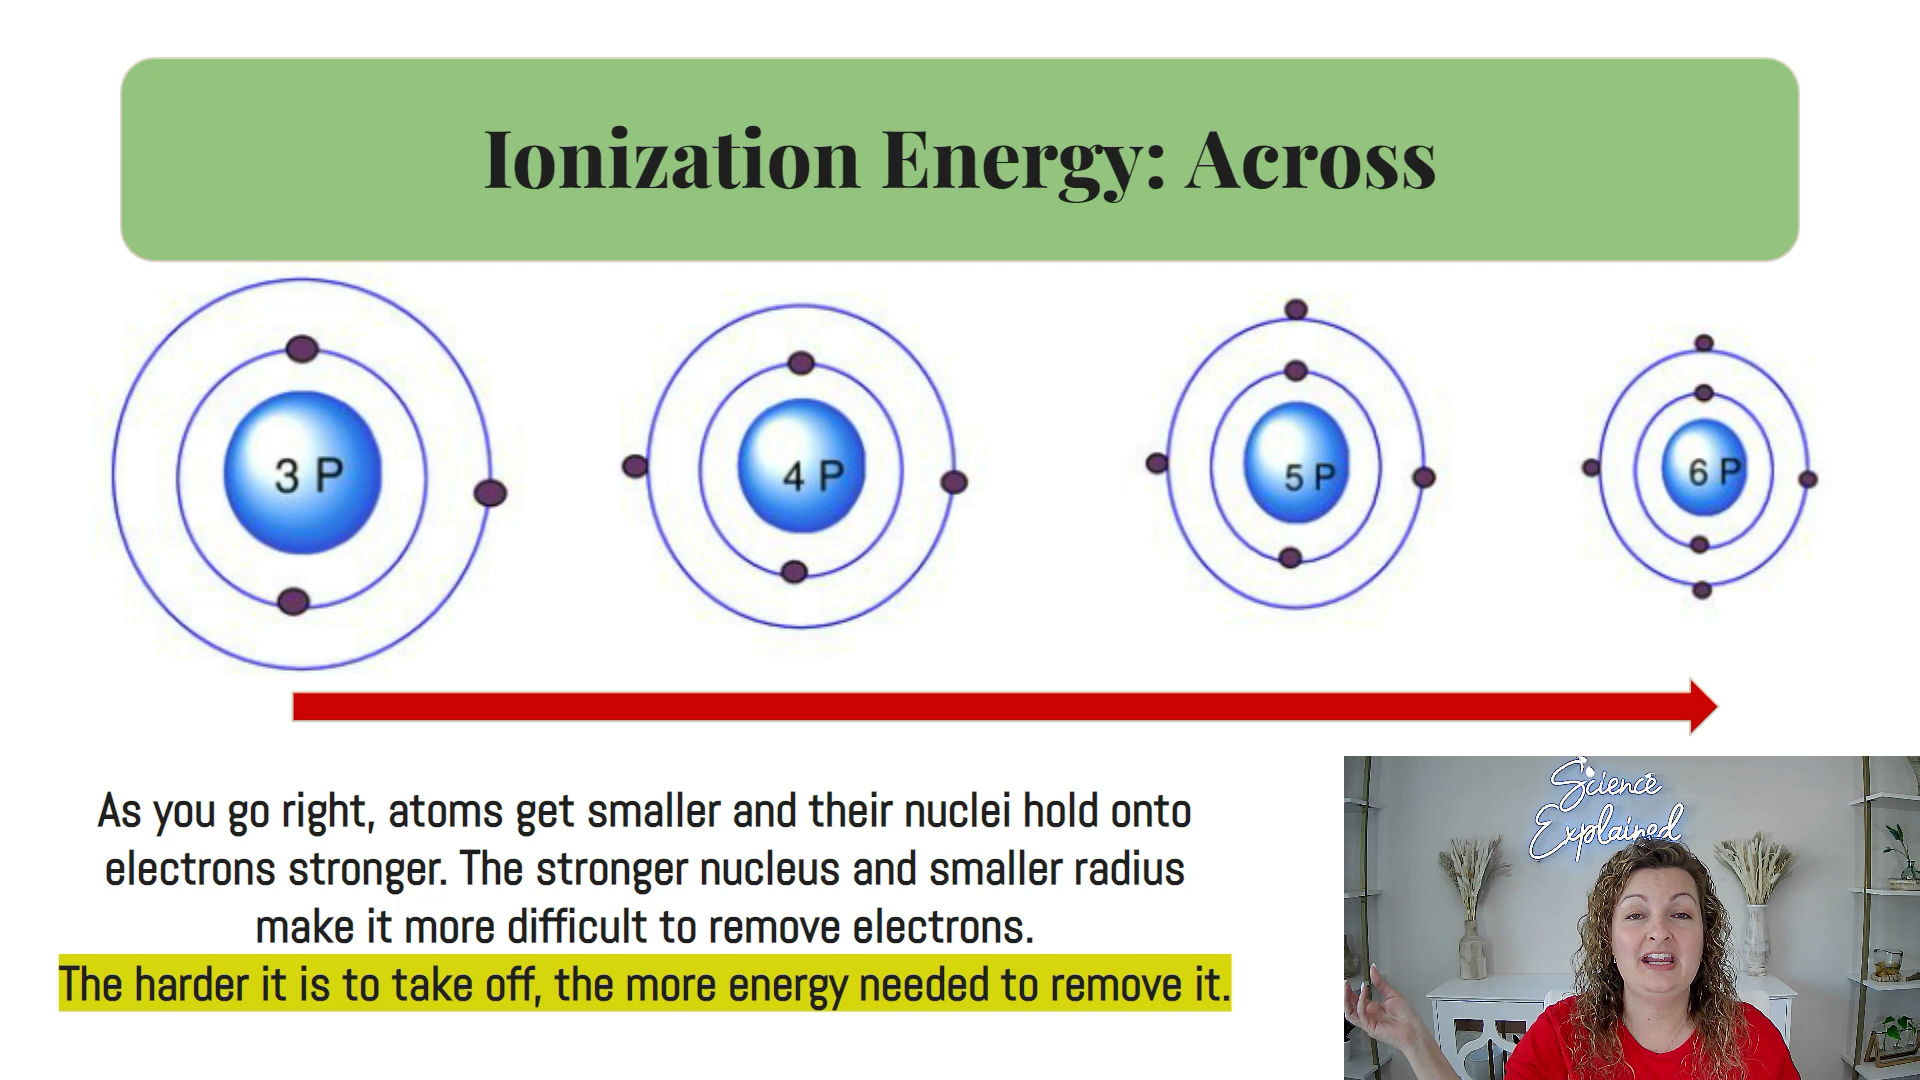 Ionization Energy: Across
3 P
4 P
5 P
6 P
As you go right, atoms get smaller and their nuclei hold onto
electrons stronger. The stronger nucleus and smaller radius
make it more difficult to remove electrons.
The harder it is to take off, the more energy needed to remove it.
Science
Explained